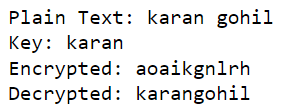 Plain Text: karan gohil
Key: karan
Encrypted: aoaikgnlrh
Decrypted: karangohil